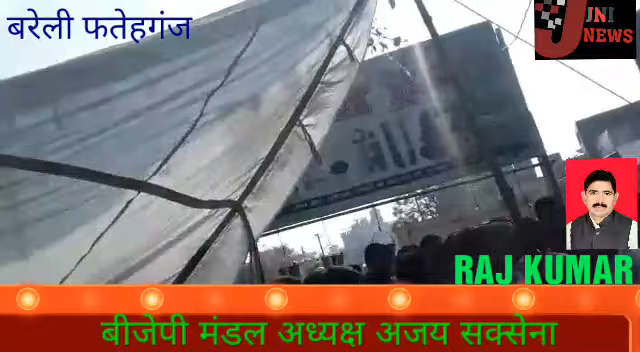 बरेली फतेहगंज
JNI
NEWS
RAJ KUMAR
बीजेपी मंडल अध्यक्ष अजय सक्सेना